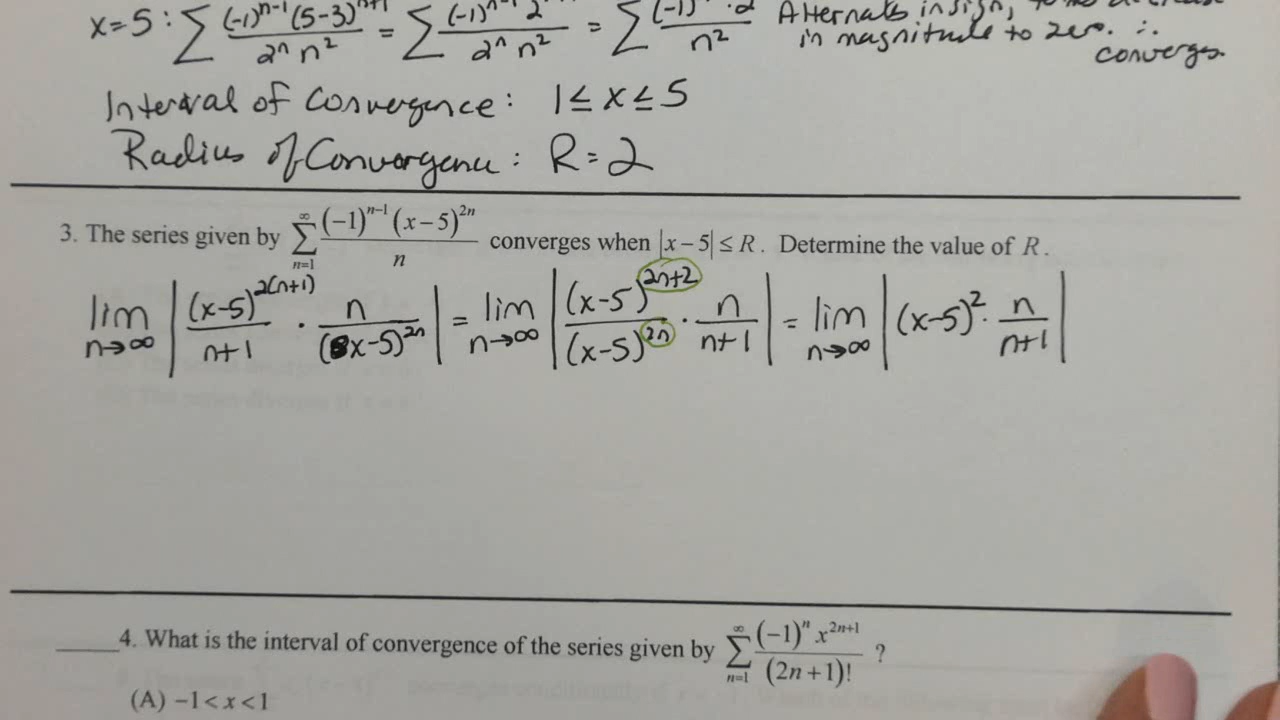 x=5 : ∑ (-1)^{n-1} (5-3)^{n+1} / 2^n n^2 = ∑ (-1)^{n-1} 2 / 2^n n^2 = ∑ (-1) · 2 / n^2 Alternates in sign,
in magnitude to zero. ∴
converges.
Interval of Convergence: 1 ≤ x ≤ 5
Radius of Convergence: R = 2
3. The series given by ∑_{n=1}^{∞} (-1)^{n-1} (x-5)^{2n} / n converges when |x-5| ≤ R. Determine the value of R.
lim_{n→∞} | (x-5)^{2(n+1)} / n+1 · n / (x-5)^{2n} | = lim_{n→∞} | (x-5)^{2n+2} / (x-5)^{2n} · n / n+1 | = lim_{n→∞} | (x-5)^2 · n / n+1 |
_____4. What is the interval of convergence of the series given by ∑_{n=1}^{∞} (-1)^n x^{2n+1} / (2n+1)! ?
(A) -1 < x < 1